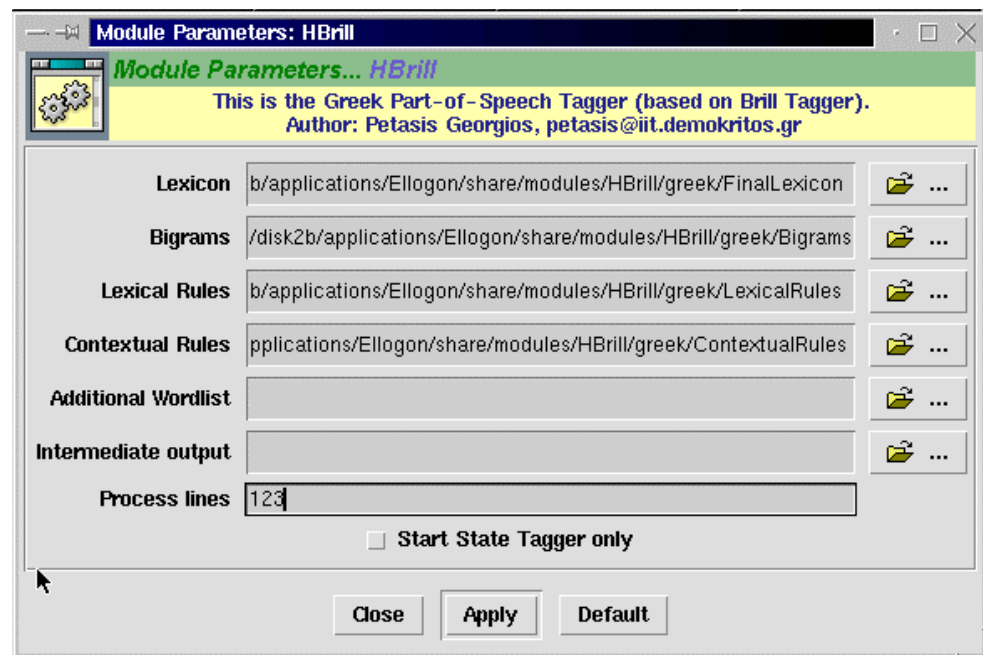 Module Parameters: HBrill
Module Parameters... HBrill
This is the Greek Part-of-Speech Tagger (based on Brill Tagger).
Author: Petasis Georgios, petasis@iit.demokritos.gr
Lexicon b/applications/Ellogon/share/modules/HBrill/greek/FinalLexicon ...
Bigrams /disk2b/applications/Ellogon/share/modules/HBrill/greek/Bigrams ...
Lexical Rules b/applications/Ellogon/share/modules/HBrill/greek/LexicalRules ...
Contextual Rules pplications/Ellogon/share/modules/HBrill/greek/ContextualRules ...
Additional Wordlist ...
Intermediate output ...
Process lines 123
Start State Tagger only
Close Apply Default